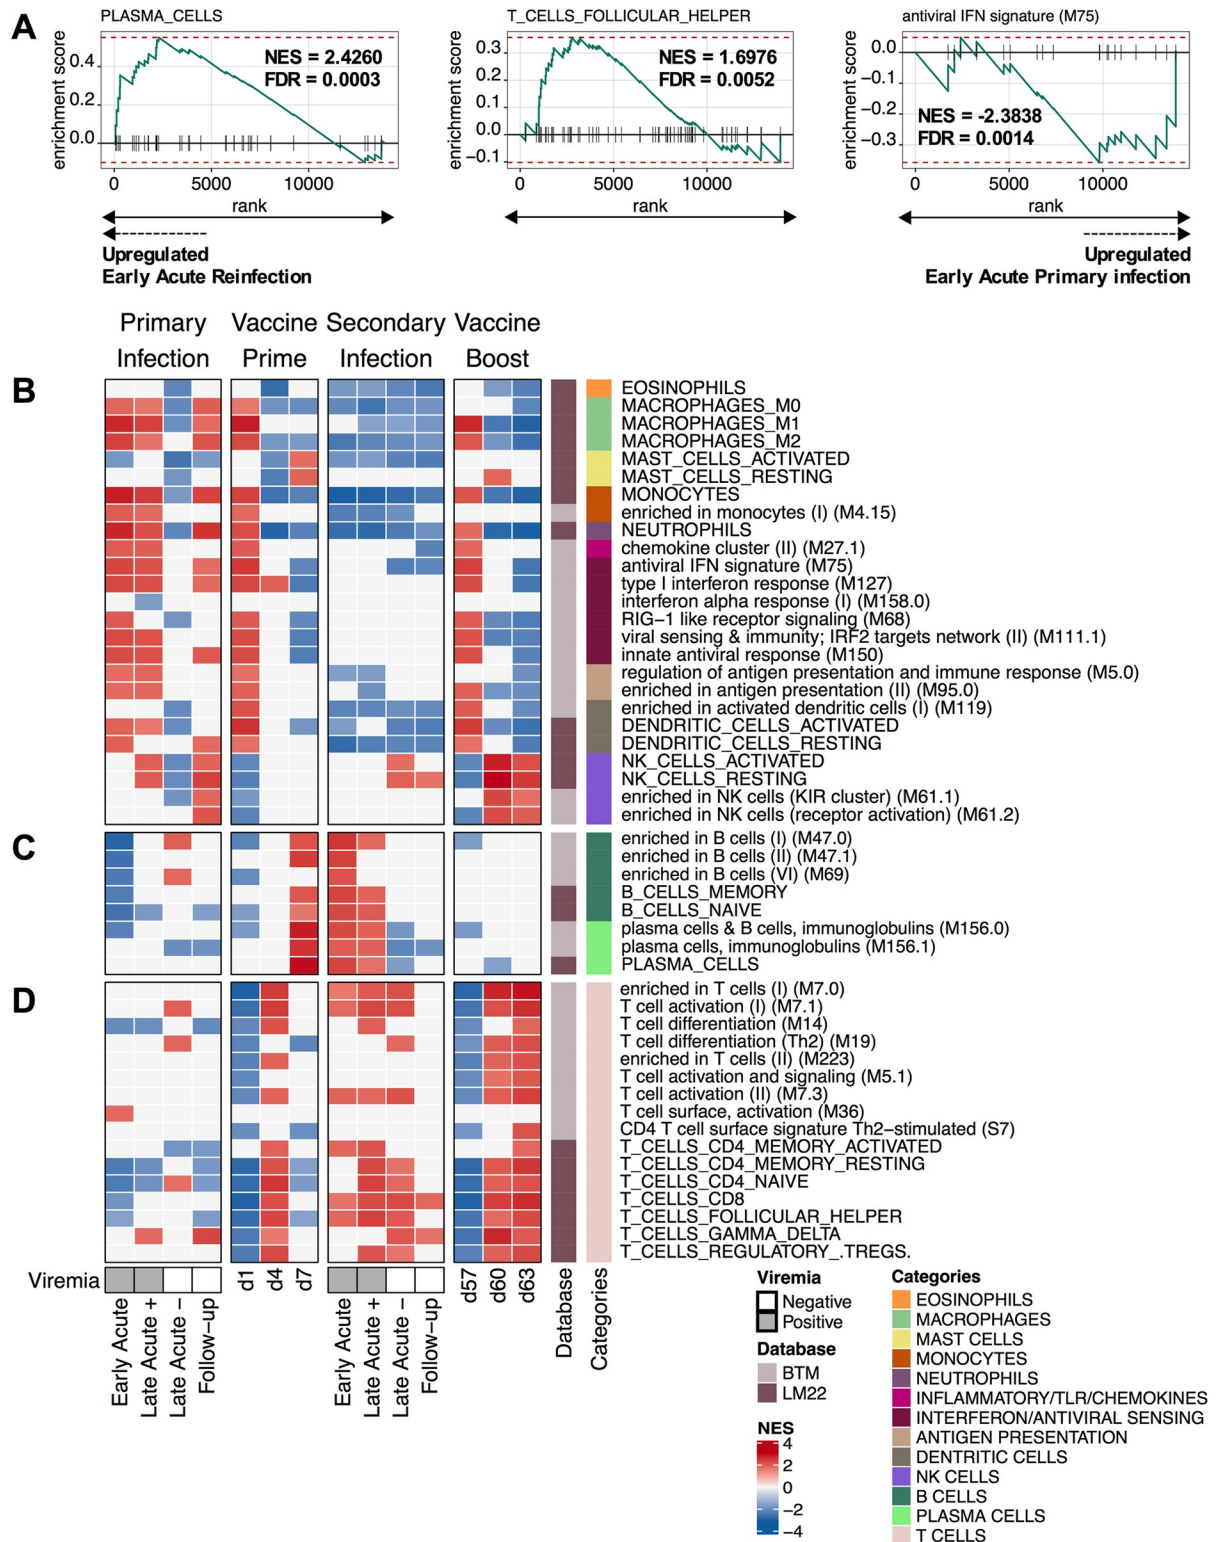 A
PLASMA_CELLS
T_CELLS_FOLLICULAR_HELPER
antiviral IFN signature (M75)
enrichment score
0.4
0.2
0.0
NES = 2.4260
FDR = 0.0003
0
5000
10000
rank
enrichment score
0.3
0.2
0.1
0.0
−0.1
NES = 1.6976
FDR = 0.0052
0
5000
10000
rank
enrichment score
0.0
−0.1
−0.2
−0.3
NES = -2.3838
FDR = 0.0014
0
5000
10000
rank
Upregulated
Early Acute Reinfection
Upregulated
Early Acute Primary infection
Primary
Infection
Vaccine
Prime
Secondary
Infection
Vaccine
Boost
B
EOSINOPHILS
MACROPHAGES_M0
MACROPHAGES_M1
MACROPHAGES_M2
MAST_CELLS_ACTIVATED
MAST_CELLS_RESTING
MONOCYTES
enriched in monocytes (I) (M4.15)
NEUTROPHILS
chemokine cluster (II) (M27.1)
antiviral IFN signature (M75)
type I interferon response (M127)
interferon alpha response (I) (M158.0)
RIG−1 like receptor signaling (M68)
viral sensing & immunity; IRF2 targets network (II) (M111.1)
innate antiviral response (M150)
regulation of antigen presentation and immune response (M5.0)
enriched in antigen presentation (II) (M95.0)
enriched in activated dendritic cells (I) (M119)
DENDRITIC_CELLS_ACTIVATED
DENDRITIC_CELLS_RESTING
NK_CELLS_ACTIVATED
NK_CELLS_RESTING
enriched in NK cells (KIR cluster) (M61.1)
enriched in NK cells (receptor activation) (M61.2)
C
enriched in B cells (I) (M47.0)
enriched in B cells (II) (M47.1)
enriched in B cells (VI) (M69)
B_CELLS_MEMORY
B_CELLS_NAIVE
plasma cells & B cells, immunoglobulins (M156.0)
plasma cells, immunoglobulins (M156.1)
PLASMA_CELLS
D
enriched in T cells (I) (M7.0)
T cell activation (I) (M7.1)
T cell differentiation (M14)
T cell differentiation (Th2) (M19)
enriched in T cells (II) (M223)
T cell activation and signaling (M5.1)
T cell activation (II) (M7.3)
T cell surface, activation (M36)
CD4 T cell surface signature Th2−stimulated (S7)
T_CELLS_CD4_MEMORY_ACTIVATED
T_CELLS_CD4_MEMORY_RESTING
T_CELLS_CD4_NAIVE
T_CELLS_CD8
T_CELLS_FOLLICULAR_HELPER
T_CELLS_GAMMA_DELTA
T_CELLS_REGULATORY_.TREGS.
Viremia
Early Acute
Late Acute +
Late Acute −
Follow−up
d1
d4
d7
Early Acute
Late Acute +
Late Acute −
Follow−up
d57
d60
d63
Database
Categories
Viremia
Negative
Positive
Database
BTM
LM22
NES
4
2
0
−2
−4
Categories
EOSINOPHILS
MACROPHAGES
MAST CELLS
MONOCYTES
NEUTROPHILS
INFLAMMATORY/TLR/CHEMOKINES
INTERFERON/ANTIVIRAL SENSING
ANTIGEN PRESENTATION
DENTRITIC CELLS
NK CELLS
B CELLS
PLASMA CELLS
T CELLS